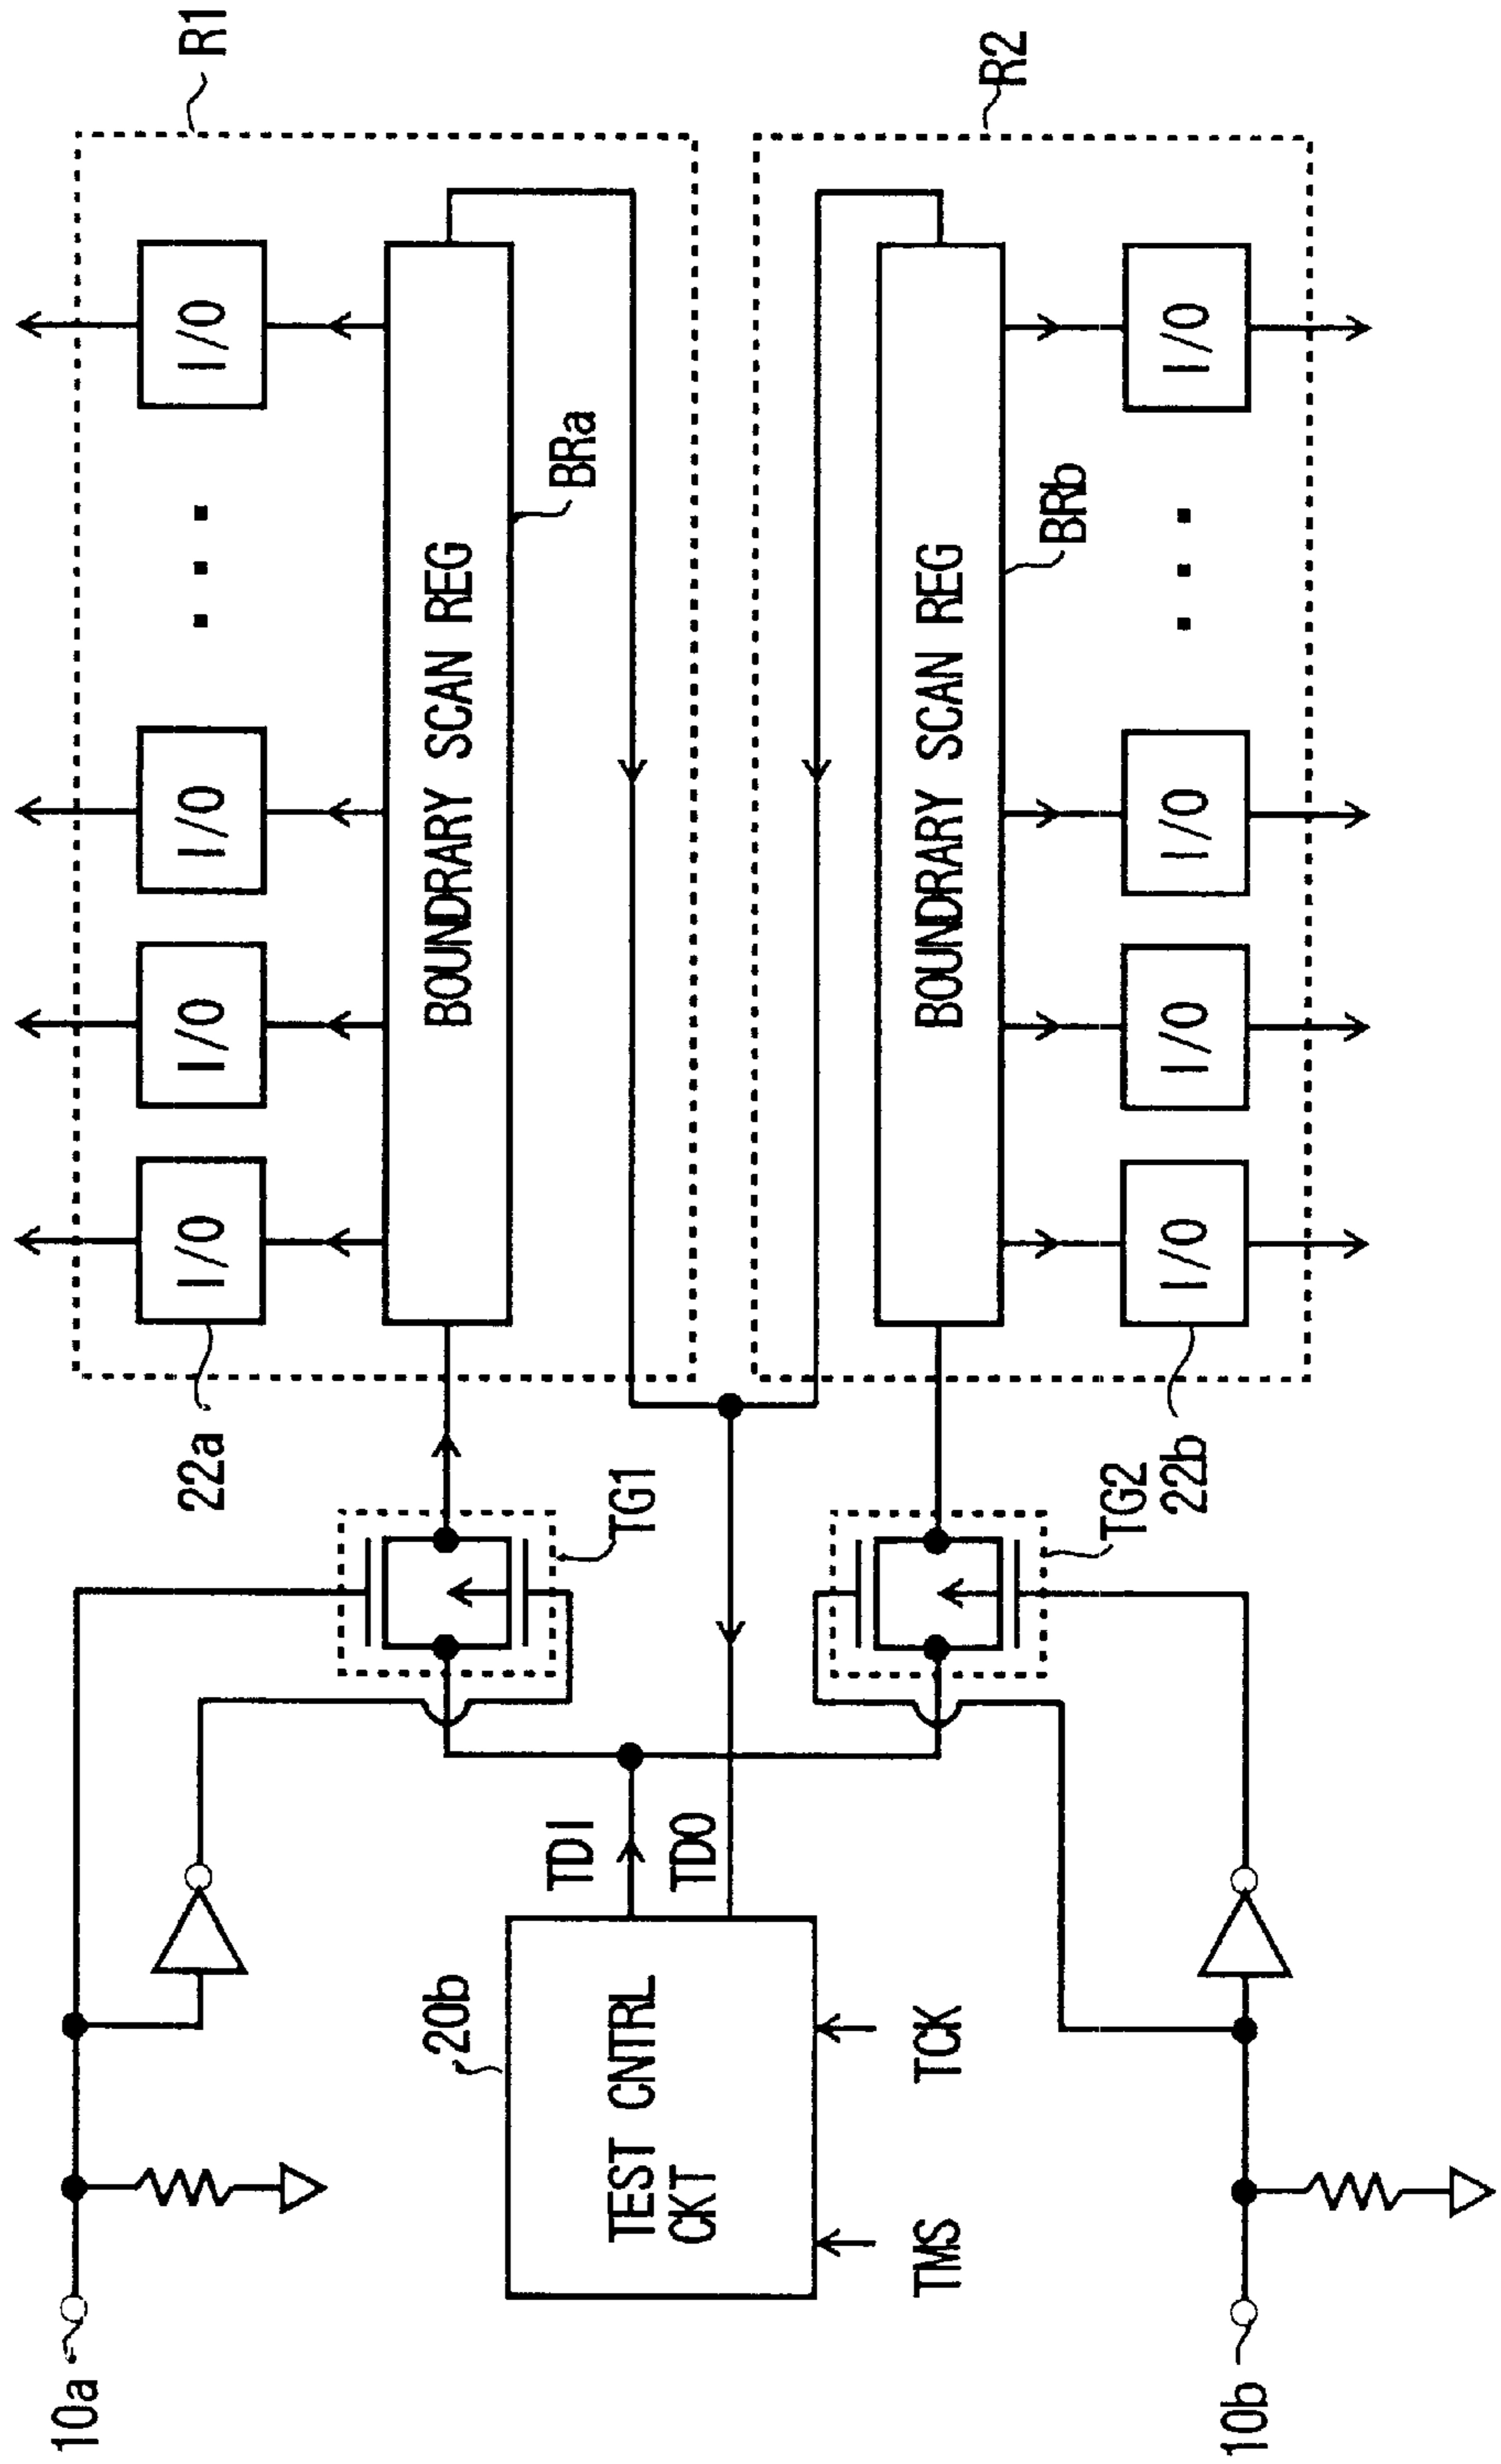 R1
I/O
I/O
I/O
I/O
22a
BOUNDRARY SCAN REG
BRa
10a
TG1
20b
TEST CNTRL
CKT
TDI
TDO
TMS
TCK
R2
BOUNDRARY SCAN REG
BRb
TG2
I/O
I/O
I/O
I/O
22b
10b